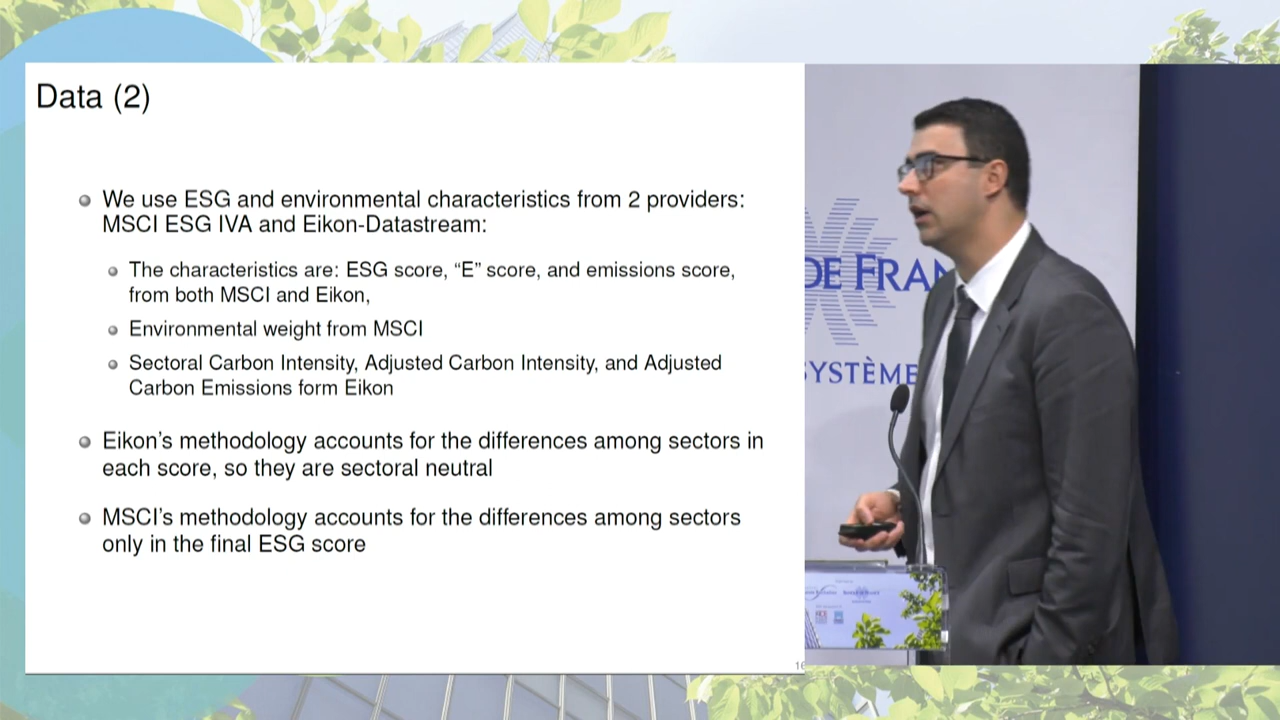 Data (2)
We use ESG and environmental characteristics from 2 providers:
MSCI ESG IVA and Eikon-Datastream:
The characteristics are: ESG score, “E” score, and emissions score,
from both MSCI and Eikon,
Environmental weight from MSCI
Sectoral Carbon Intensity, Adjusted Carbon Intensity, and Adjusted
Carbon Emissions form Eikon
Eikon’s methodology accounts for the differences among sectors in
each score, so they are sectoral neutral
MSCI’s methodology accounts for the differences among sectors
only in the final ESG score
16
DE FRAN
SYSTÈME